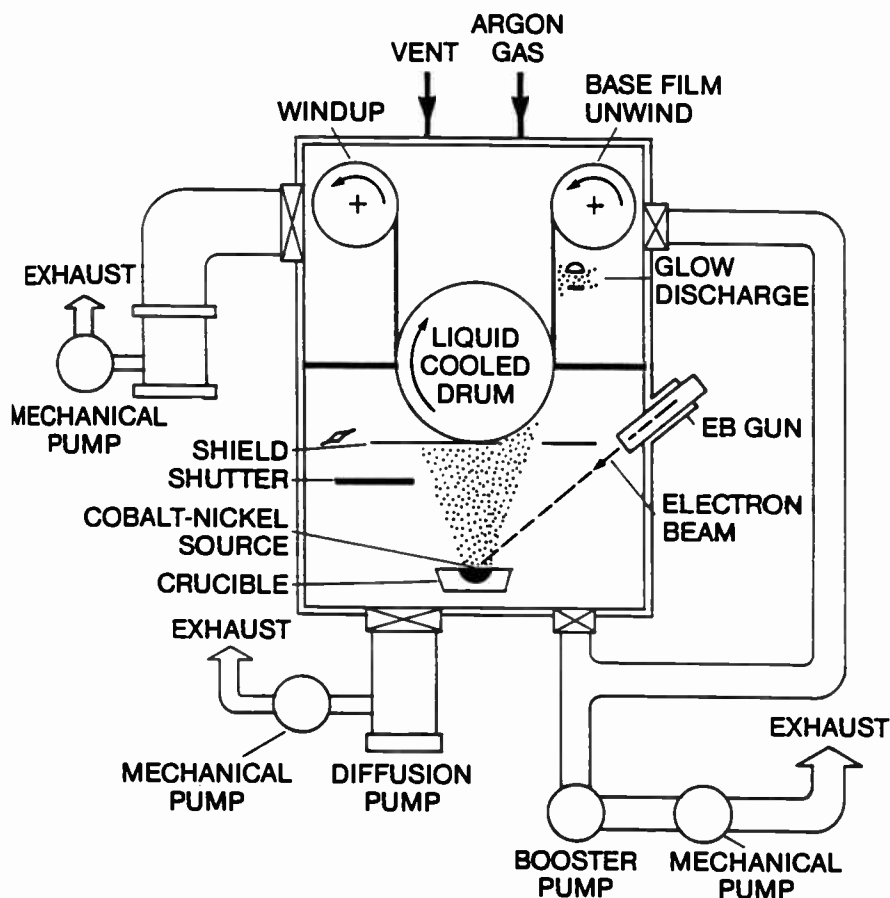 ARGON
GAS
VENT
BASE FILM
UNWIND
WINDUP
EXHAUST
GLOW
DISCHARGE
LIQUID
COOLED
DRUM
MECHANICAL
PUMP
EB GUN
SHIELD
SHUTTER
ELECTRON
BEAM
COBALT-NICKEL
SOURCE
CRUCIBLE
EXHAUST
EXHAUST
MECHANICAL
PUMP
DIFFUSION
PUMP
BOOSTER
PUMP
MECHANICAL
PUMP